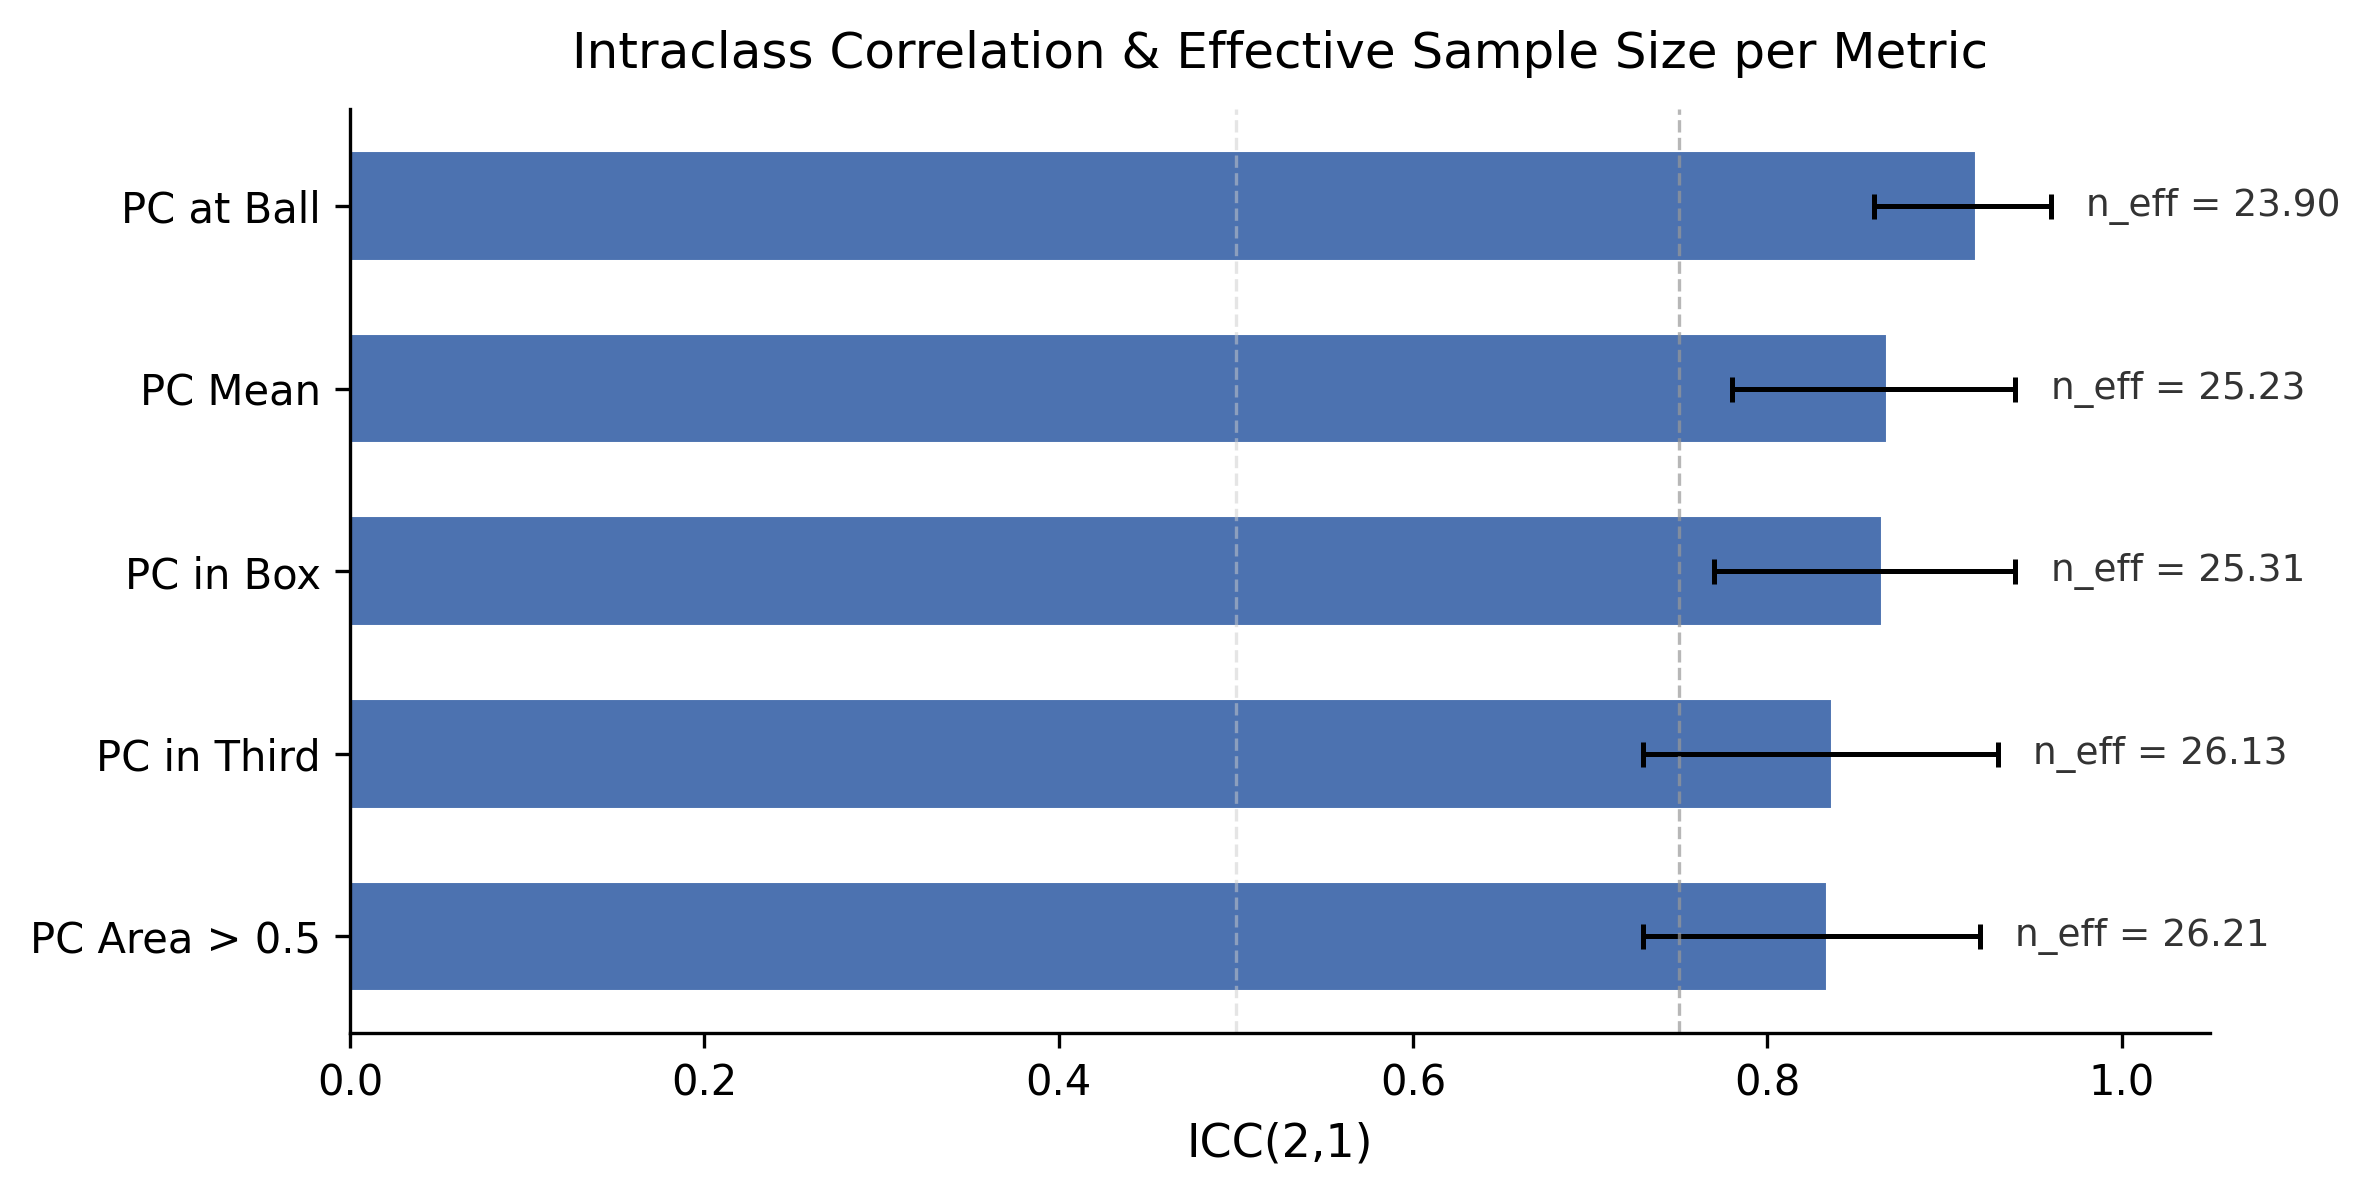 Intraclass Correlation & Effective Sample Size per Metric
PC at Ball
n_eff = 23.90
PC Mean
n_eff = 25.23
PC in Box
n_eff = 25.31
PC in Third
n_eff = 26.13
PC Area > 0.5
n_eff = 26.21
0.0 0.2 0.4 0.6 0.8 1.0
ICC(2,1)